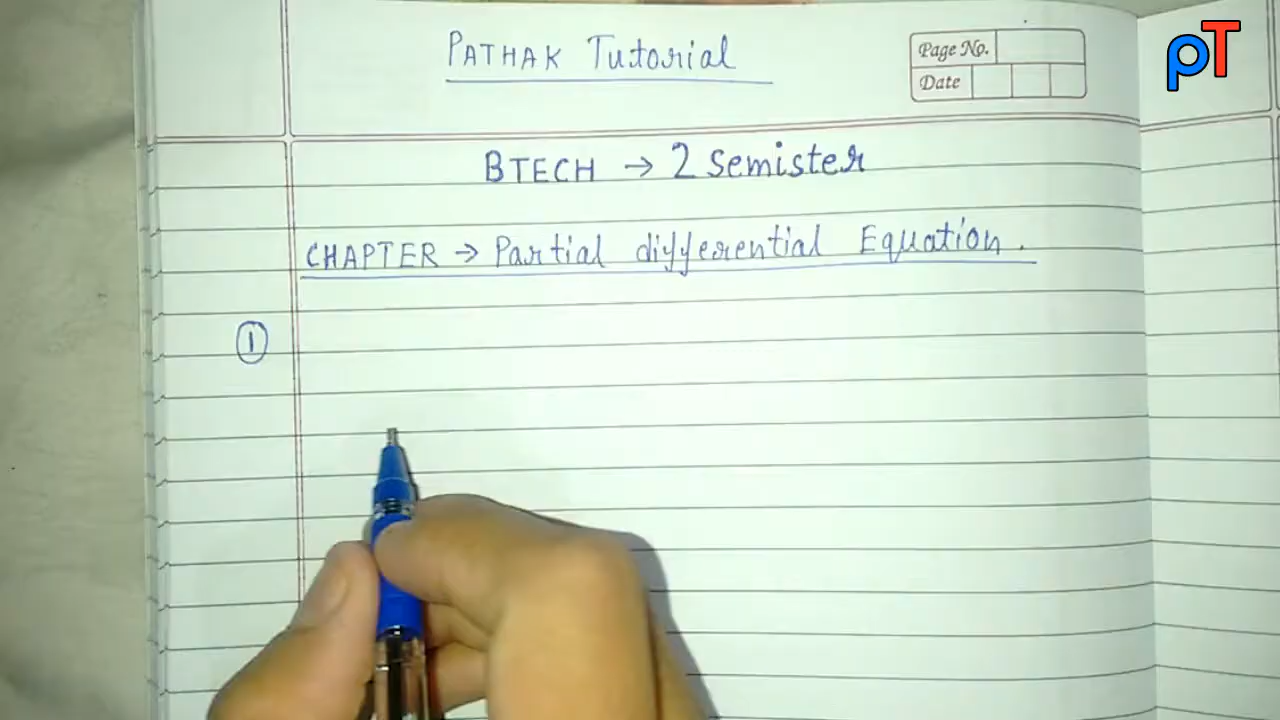 PATHAK Tutorial
Page No.
Date
PT
BTECH → 2 Semister
CHAPTER → Partial differential Equation.
①